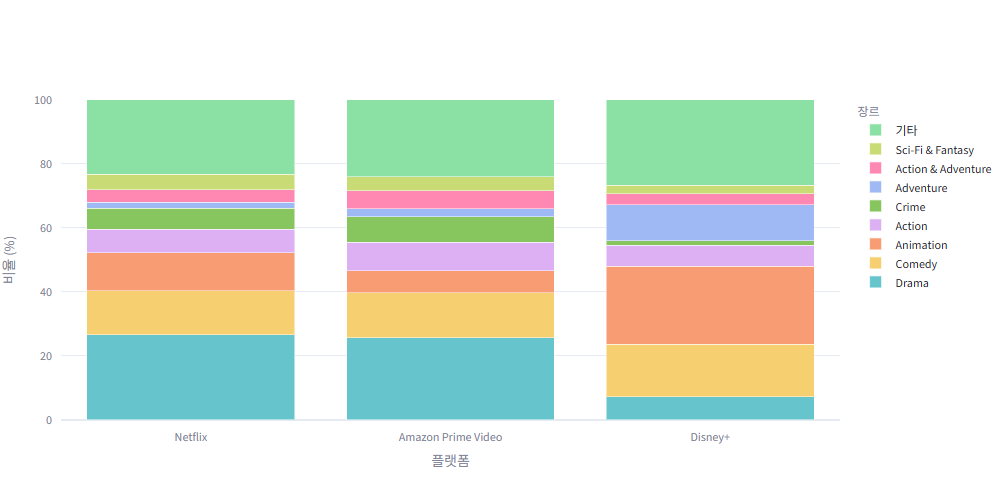 100
80
60
40
20
0
비율 (%)
Netflix
Amazon Prime Video
Disney+
플랫폼
장르
기타
Sci-Fi & Fantasy
Action & Adventure
Adventure
Crime
Action
Animation
Comedy
Drama